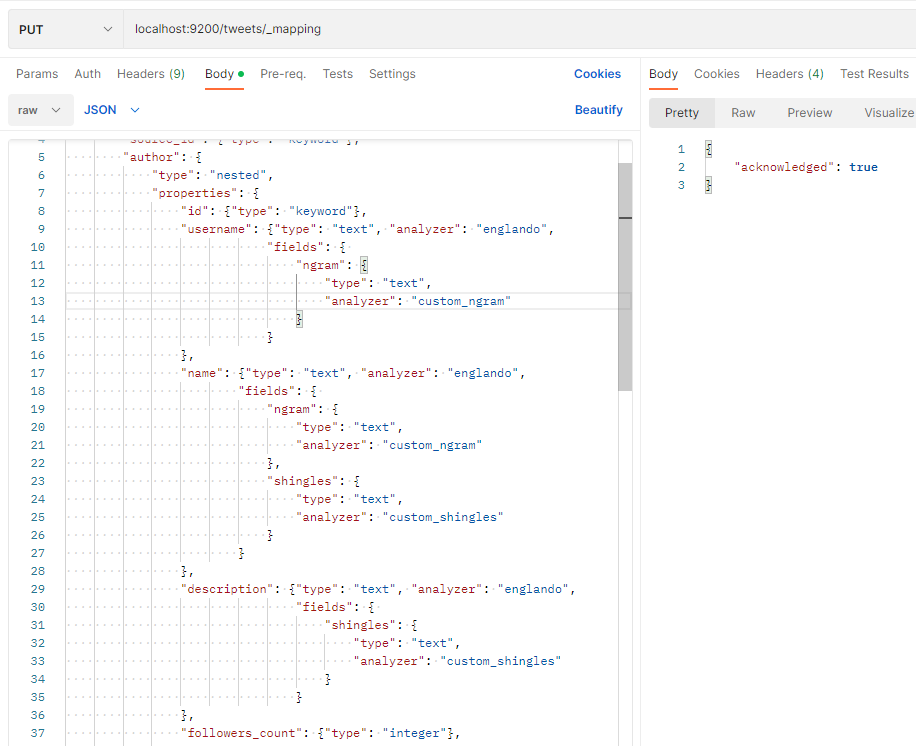 PUT localhost:9200/tweets/_mapping
Params Auth Headers (9) Body Pre-req. Tests Settings Cookies
raw JSON Beautify
Body Cookies Headers (4) Test Results
Pretty Raw Preview Visualize
4 "source_id": {"type": "keyword"},
5 "author": {
6 "type": "nested",
7 "properties": {
8 "id": {"type": "keyword"},
9 "username": {"type": "text", "analyzer": "englando",
10 "fields": {
11 "ngram": {
12 "type": "text",
13 "analyzer": "custom_ngram"
14 }
15 }
16 },
17 "name": {"type": "text", "analyzer": "englando",
18 "fields": {
19 "ngram": {
20 "type": "text",
21 "analyzer": "custom_ngram"
22 },
23 "shingles": {
24 "type": "text",
25 "analyzer": "custom_shingles"
26 }
27 }
28 },
29 "description": {"type": "text", "analyzer": "englando",
30 "fields": {
31 "shingles": {
32 "type": "text",
33 "analyzer": "custom_shingles"
34 }
35 }
36 },
37 "followers_count": {"type": "integer"},
1 {
2 "acknowledged": true
3 }